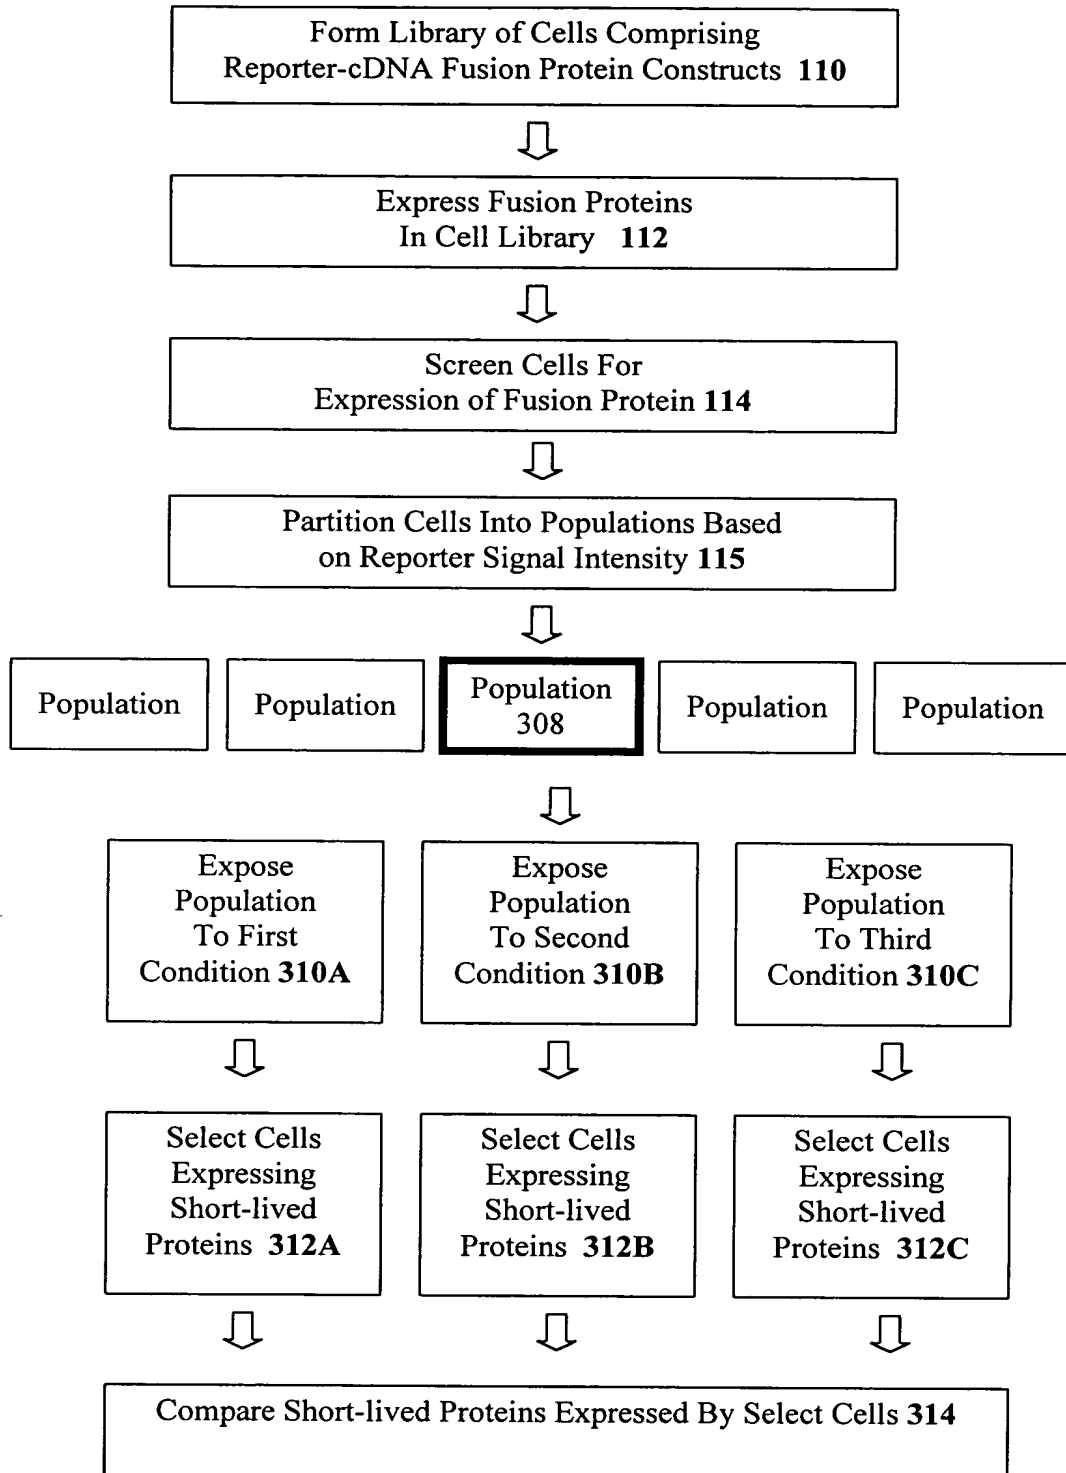 Form Library of Cells Comprising
Reporter-cDNA Fusion Protein Constructs 110
Express Fusion Proteins
In Cell Library 112
Screen Cells For
Expression of Fusion Protein 114
Partition Cells Into Populations Based
on Reporter Signal Intensity 115
Population
Population
Population
308
Population
Population
Expose
Population
To First
Condition 310A
Expose
Population
To Second
Condition 310B
Expose
Population
To Third
Condition 310C
Select Cells
Expressing
Short-lived
Proteins 312A
Select Cells
Expressing
Short-lived
Proteins 312B
Select Cells
Expressing
Short-lived
Proteins 312C
Compare Short-lived Proteins Expressed By Select Cells 314